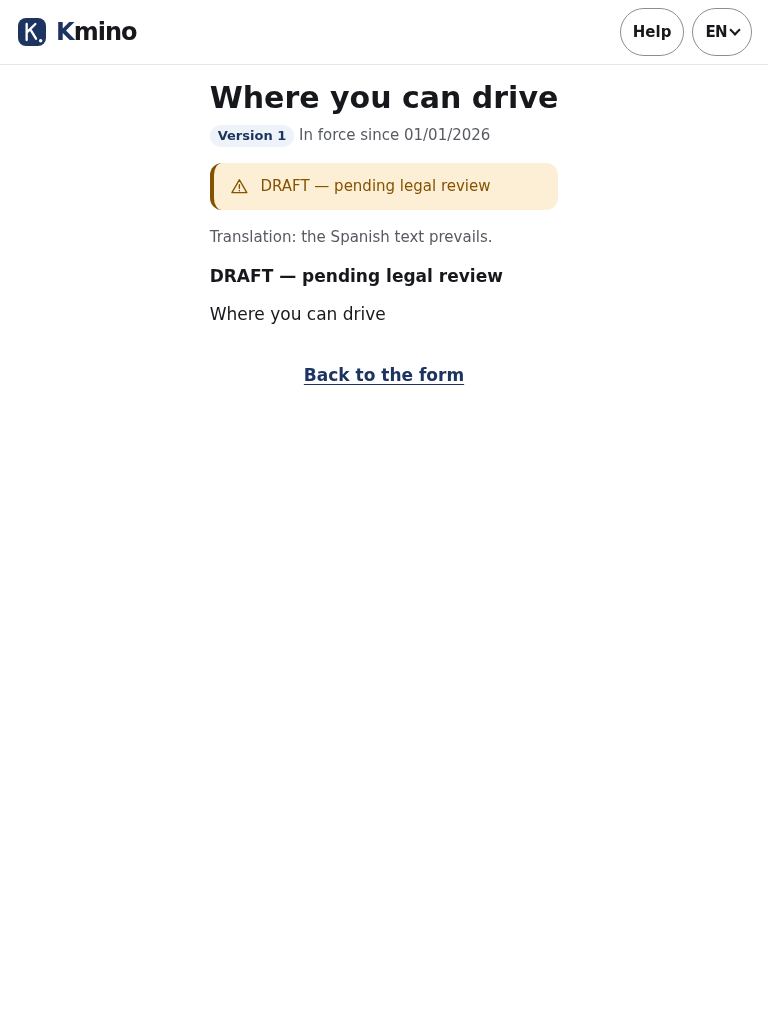 K. Kmino
Help
EN
Where you can drive
Version 1 In force since 01/01/2026
DRAFT — pending legal review
Translation: the Spanish text prevails.
DRAFT — pending legal review
Where you can drive
Back to the form